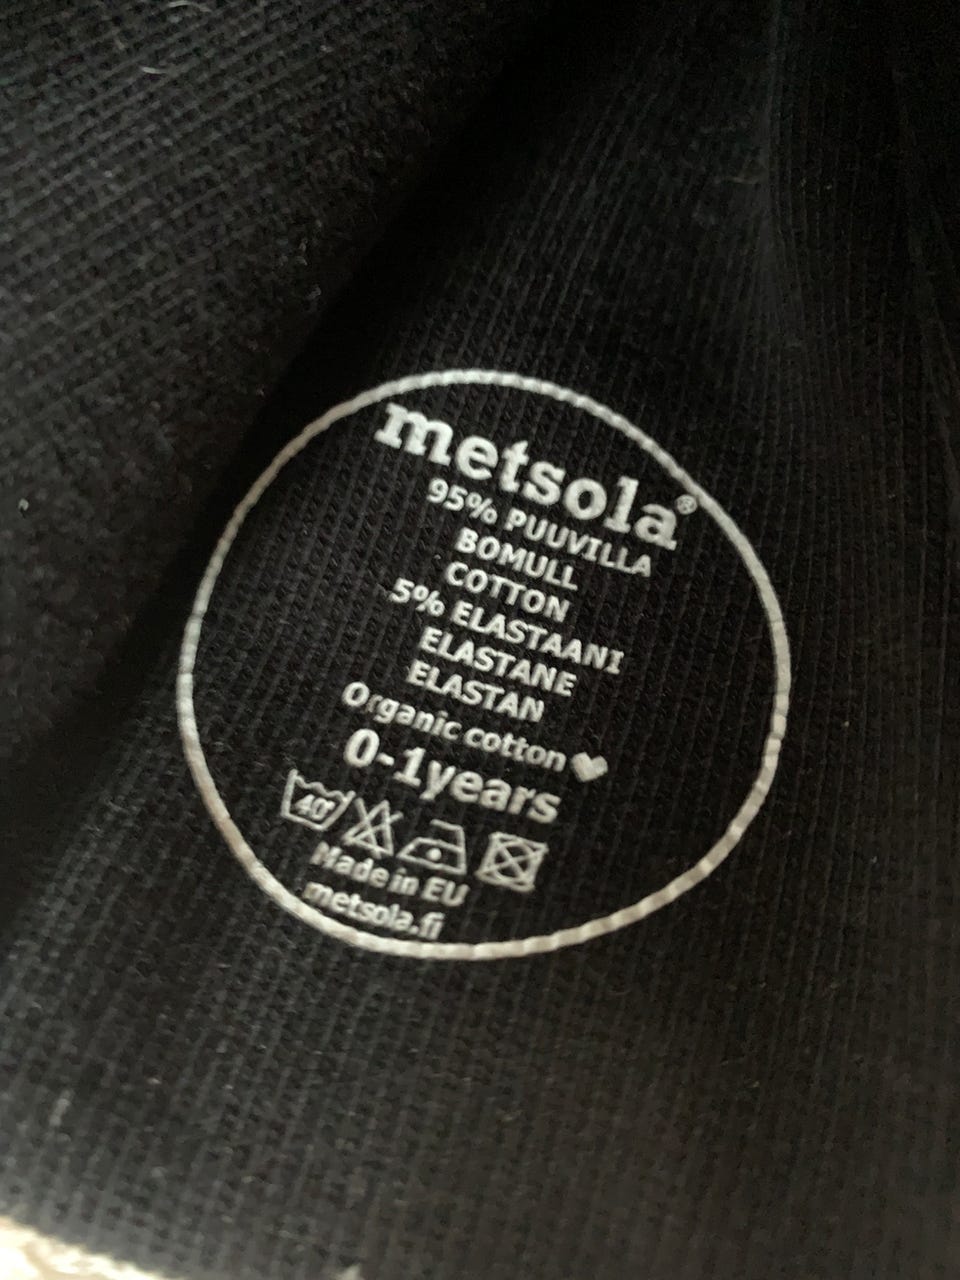 metsola®
95% PUUVILLA
BOMULL
COTTON
5% ELASTAANI
ELASTANE
ELASTAN
Organic cotton
0-1years
40°
Made in EU
metsola.fi